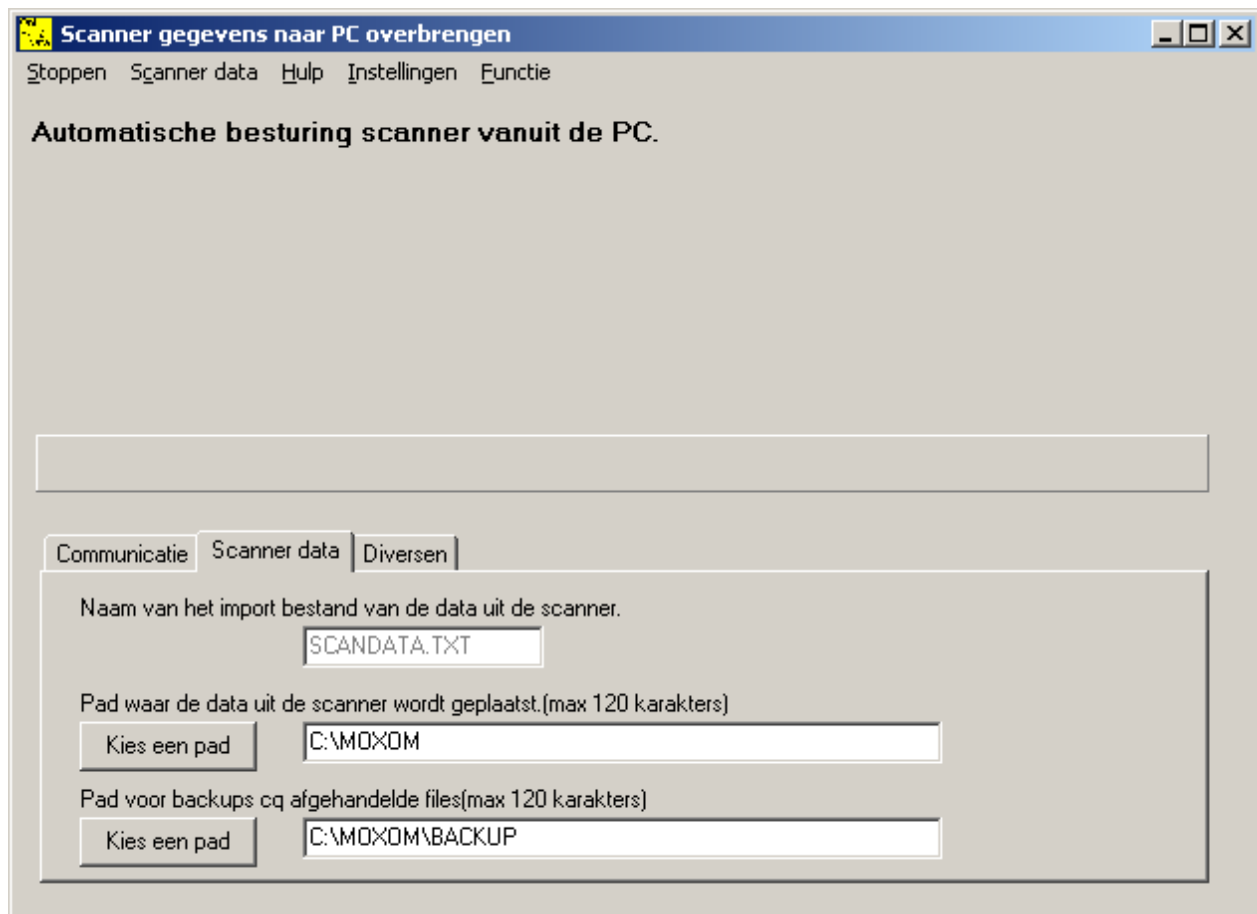 Scanner gegevens naar PC overbrengen
Stoppen Scanner data Hulp Instellingen Functie
Automatische besturing scanner vanuit de PC.
Communicatie Scanner data Diversen
Naam van het import bestand van de data uit de scanner.
SCANDATA.TXT
Pad waar de data uit de scanner wordt geplaatst.(max 120 karakters)
Kies een pad C:\MOXOM
Pad voor backups cq afgehandelde files(max 120 karakters)
Kies een pad C:\MOXOM\BACKUP